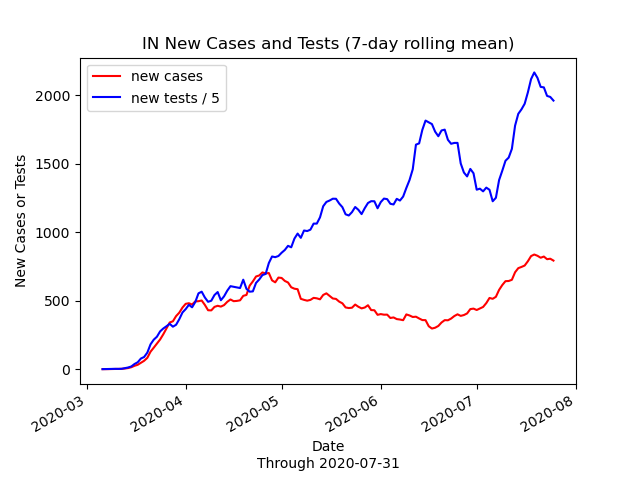 IN New Cases and Tests (7-day rolling mean)
new cases
new tests / 5
New Cases or Tests
2000
1500
1000
500
0
2020-03
2020-04
2020-05
2020-06
2020-07
2020-08
Date
Through 2020-07-31